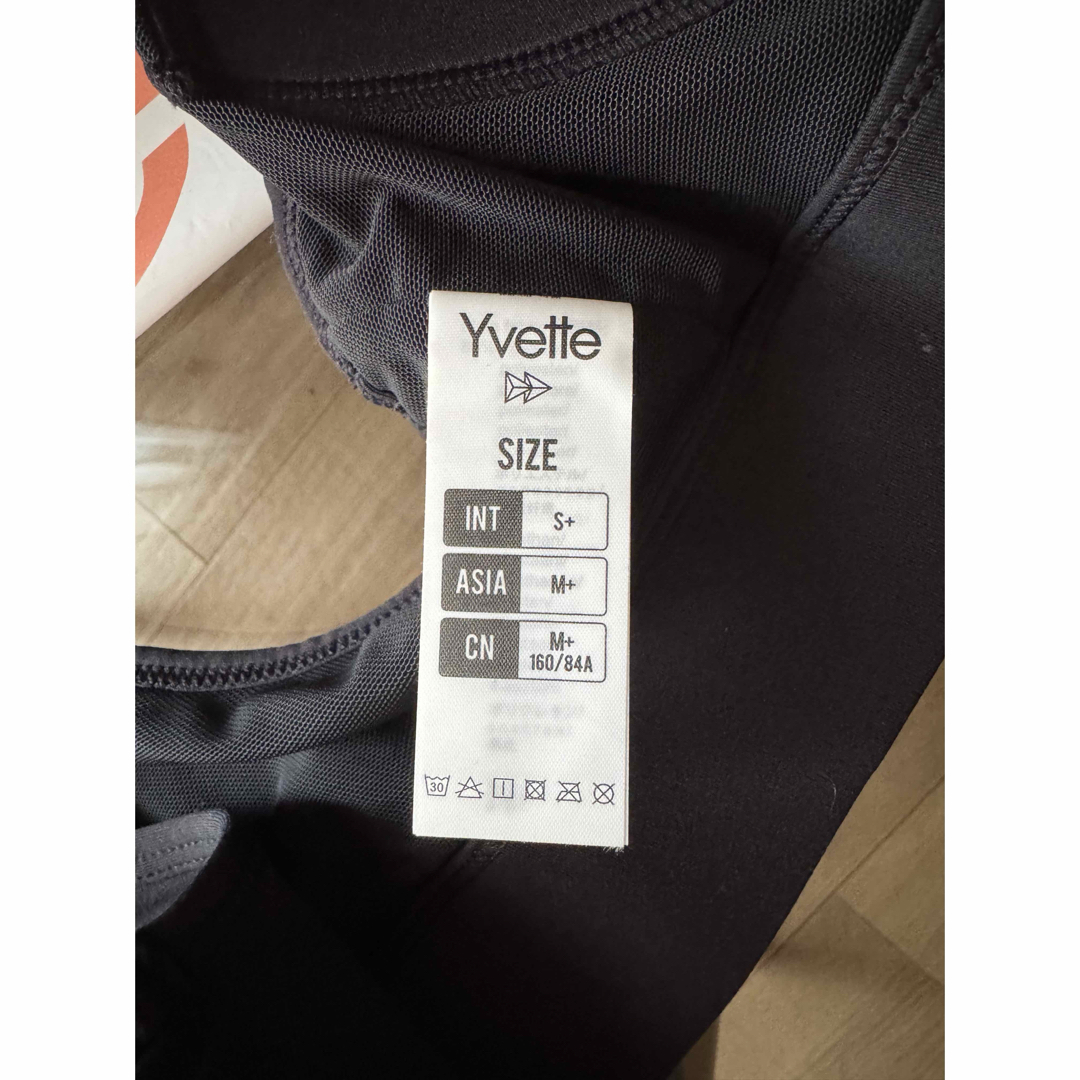 Yvette
SIZE
INT S+
ASIA M+
CN M+
160/84A
30